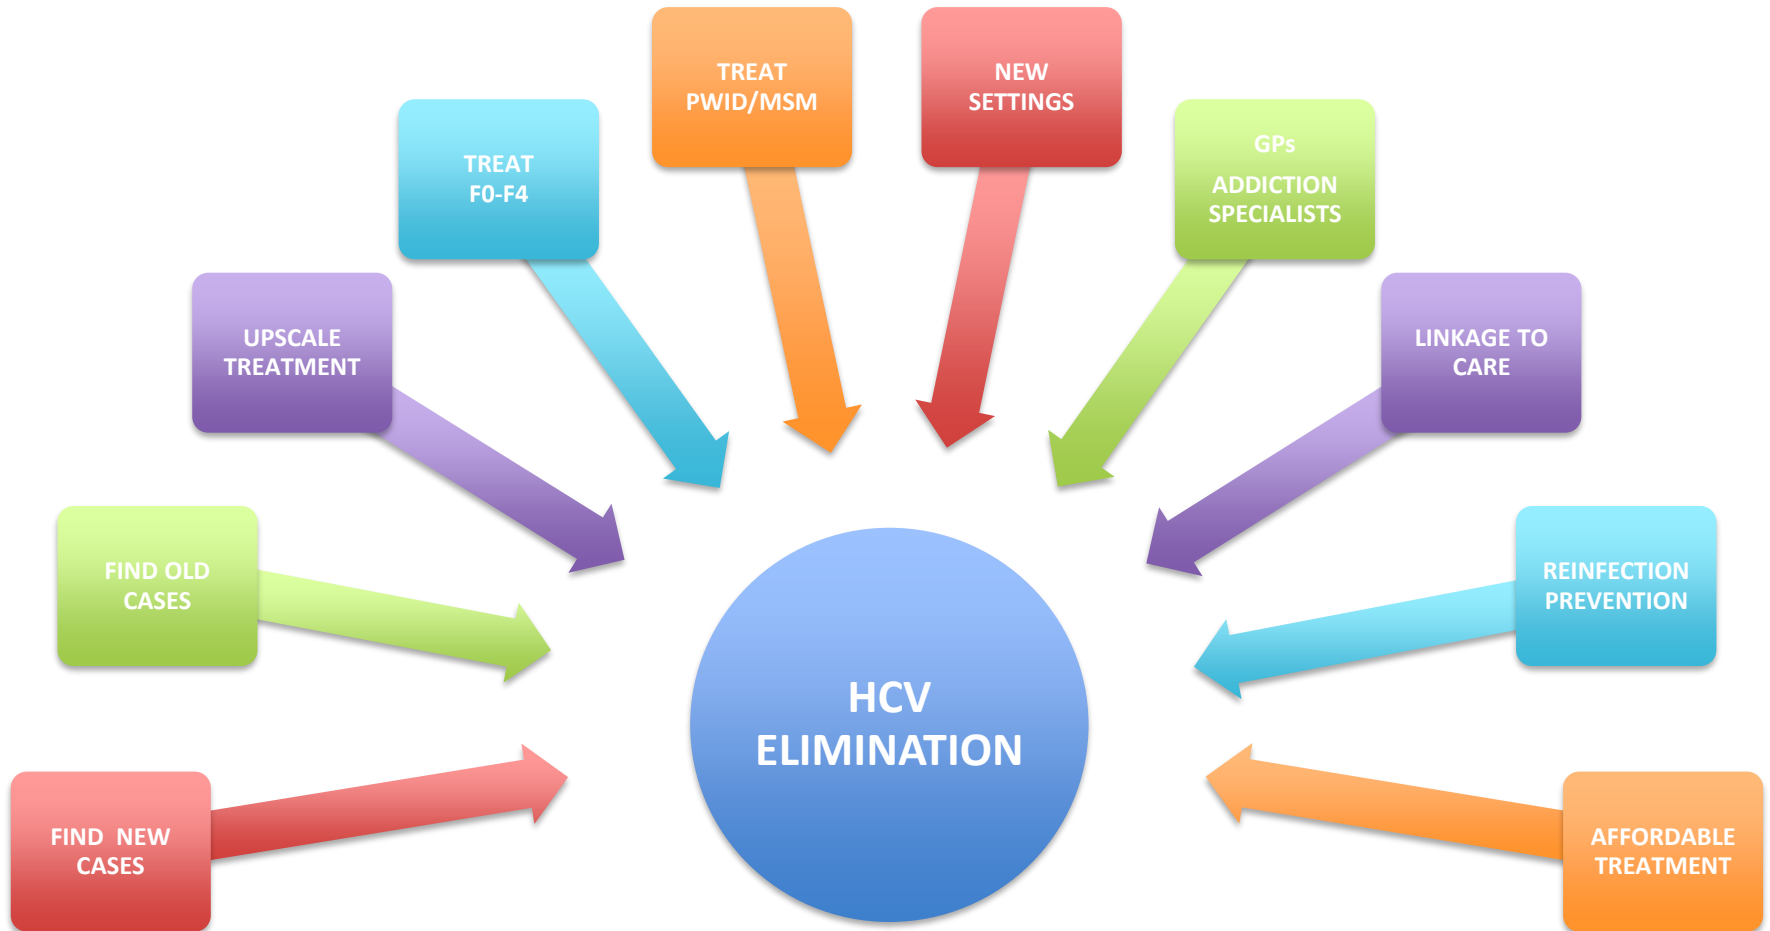 TREAT
PWID/MSM
NEW
SETTINGS
TREAT
F0-F4
GPs
ADDICTION
SPECIALISTS
UPSCALE
TREATMENT
LINKAGE TO
CARE
FIND OLD
CASES
REINFECTION
PREVENTION
HCV
ELIMINATION
FIND NEW
CASES
AFFORDABLE
TREATMENT